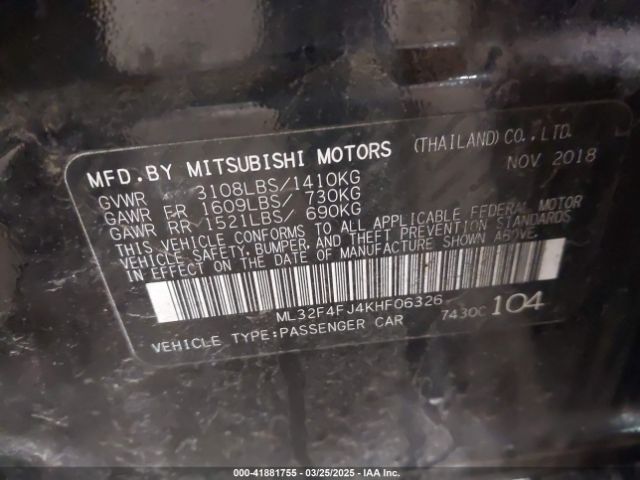 MFD.BY MITSUBISHI MOTORS (THAILAND)CO.,LTD.
NOV 2018
GVWR 3108LBS/1410KG
GAWR FR 1609LBS/ 730KG
GAWR RR 1521LBS/ 690KG
THIS VEHICLE CONFORMS TO ALL APPLICABLE FEDERAL MOTOR
VEHICLE SAFETY, BUMPER, AND THEFT PREVENTION STANDARDS
IN EFFECT ON THE DATE OF MANUFACTURE SHOWN ABOVE.
ML32F4FJ4KHF06326
VEHICLE TYPE:PASSENGER CAR 7430C 104
000-41881755 — 03/25/2025 — IAA Inc.